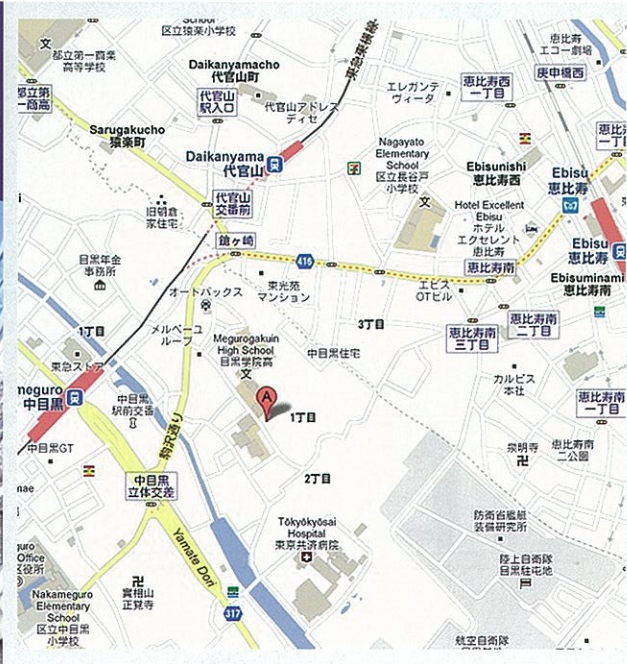 School
区立猿楽小学校
都立第一商業
高等学校
都立第
一商高
Daikanyamacho
代官山町
代官山
駅入口
代官山アドレス
ディセ
エレガンテ
ヴィータ
恵比寿西
一丁目
恵比寿
エコー劇場
庚申橋西
Sarugakucho
猿楽町
Daikanyama
代官山
Nagayato
Elementary
School
区立長谷戸
小学校
Ebisunishi
恵比寿西
Ebisu
恵比寿
旧朝倉
家住宅
代官山
交番前
Hotel Excellent
Ebisu
ホテル
エクセレント
恵比寿
Ebisu
恵比寿
鎗ヶ崎
416
恵比寿南
Ebisuminami
恵比寿南
目黒年金
事務所
オートバックス
東光苑
マンション
エビス
OTビル
1丁目
メルベーユ
ループ
3丁目
恵比寿南
三丁目
恵比寿南
二丁目
Megurogakuin
High School
目黒学院高
中目黒住宅
東急ストア
meguro
中目黒
中目黒
駅前交番
A
1丁目
カルピス
本社
恵比寿南
一丁目
駒沢通り
中目黒GT
泉明寺
恵比寿南
二公園
中目黒
立体交差
2丁目
mae
Yamate Dori
Tōkyōkyōsai
Hospital
東京共済病院
防衛省艦艇
装備研究所
guro
Office
区役所
陸上自衛隊
目黒駐屯地
實相山
正覚寺
Nakameguro
Elementary
School
区立中目黒
小学校
317
航空自衛隊